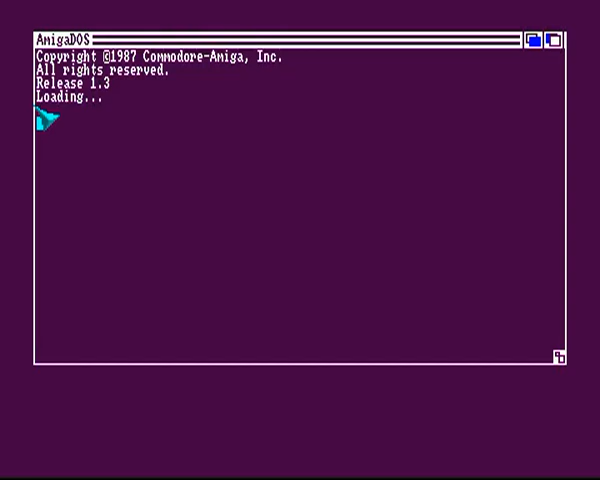 AmigaDOS
Copyright ©1987 Commodore-Amiga, Inc.
All rights reserved.
Release 1.3
Loading...